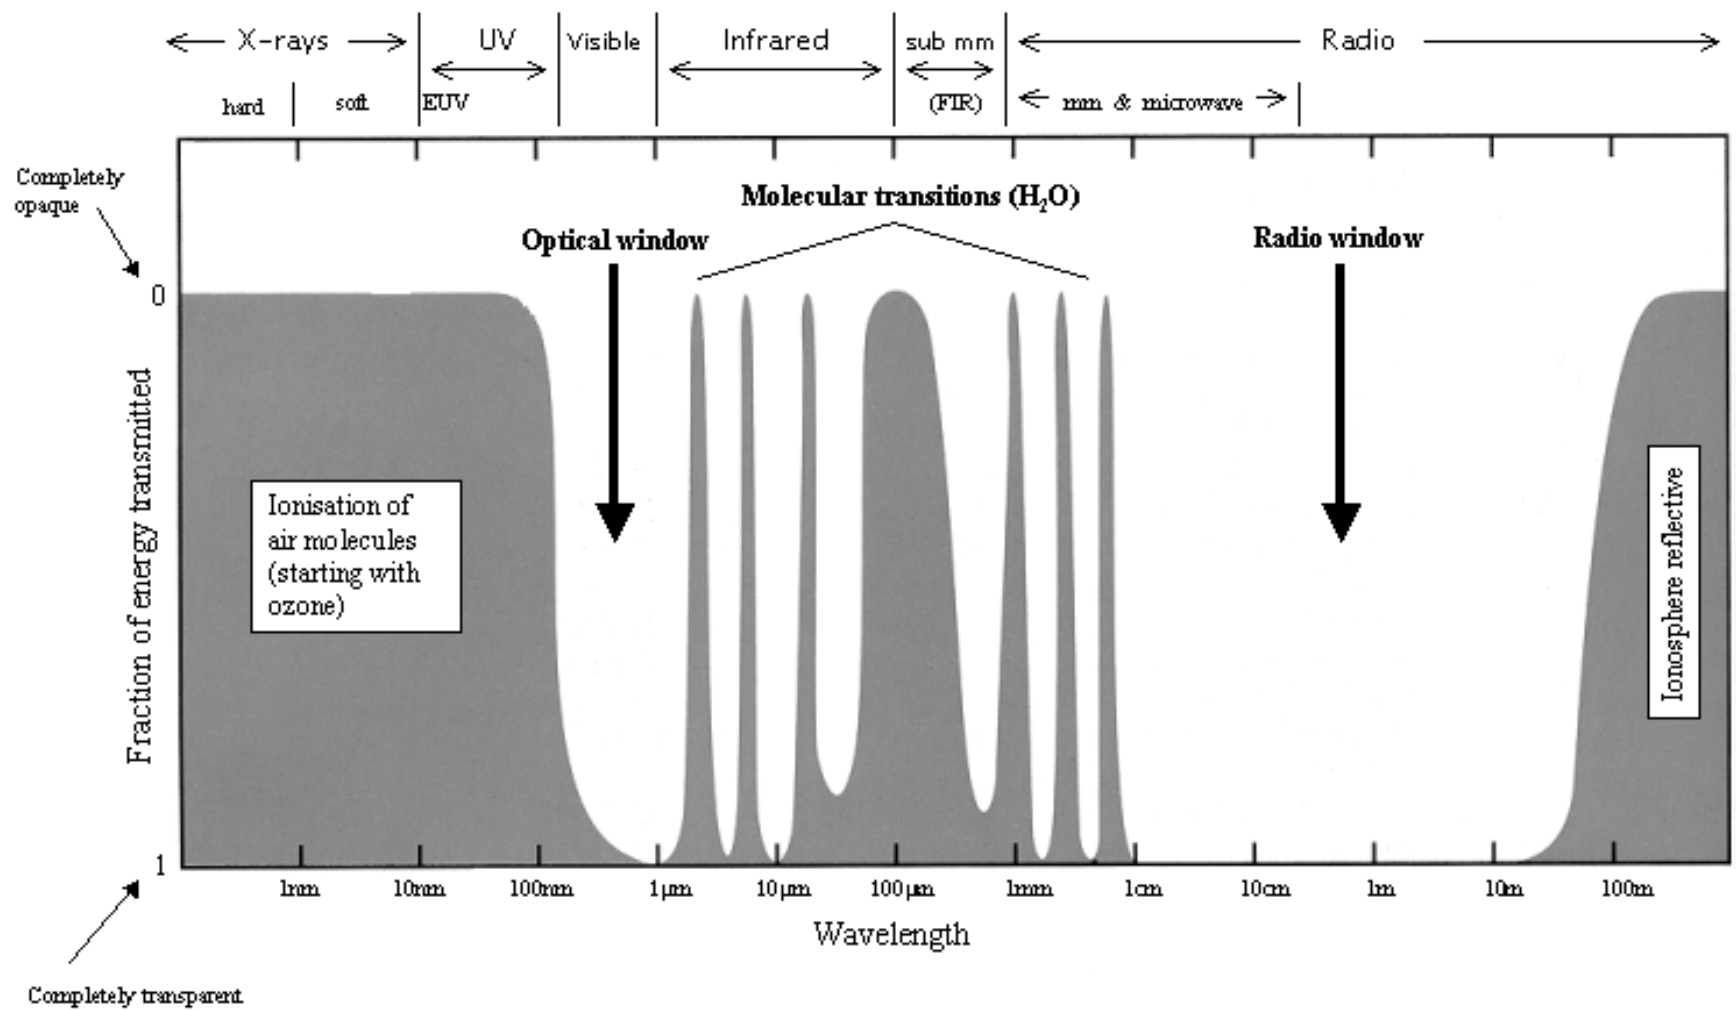 X-rays UV Visible Infrared sub mm Radio
hard soft EUV (FIR) mm & microwave
Completely
opaque
Molecular transitions (H₂O)
Optical window
Radio window
0
Fraction of energy transmitted
Ionisation of
air molecules
(starting with
ozone)
Ionosphere reflective
1
1nm 10nm 100nm 1μm 10μm 100μm 1mm 1cm 10cm 1m 10m 100m
Wavelength
Completely transparent